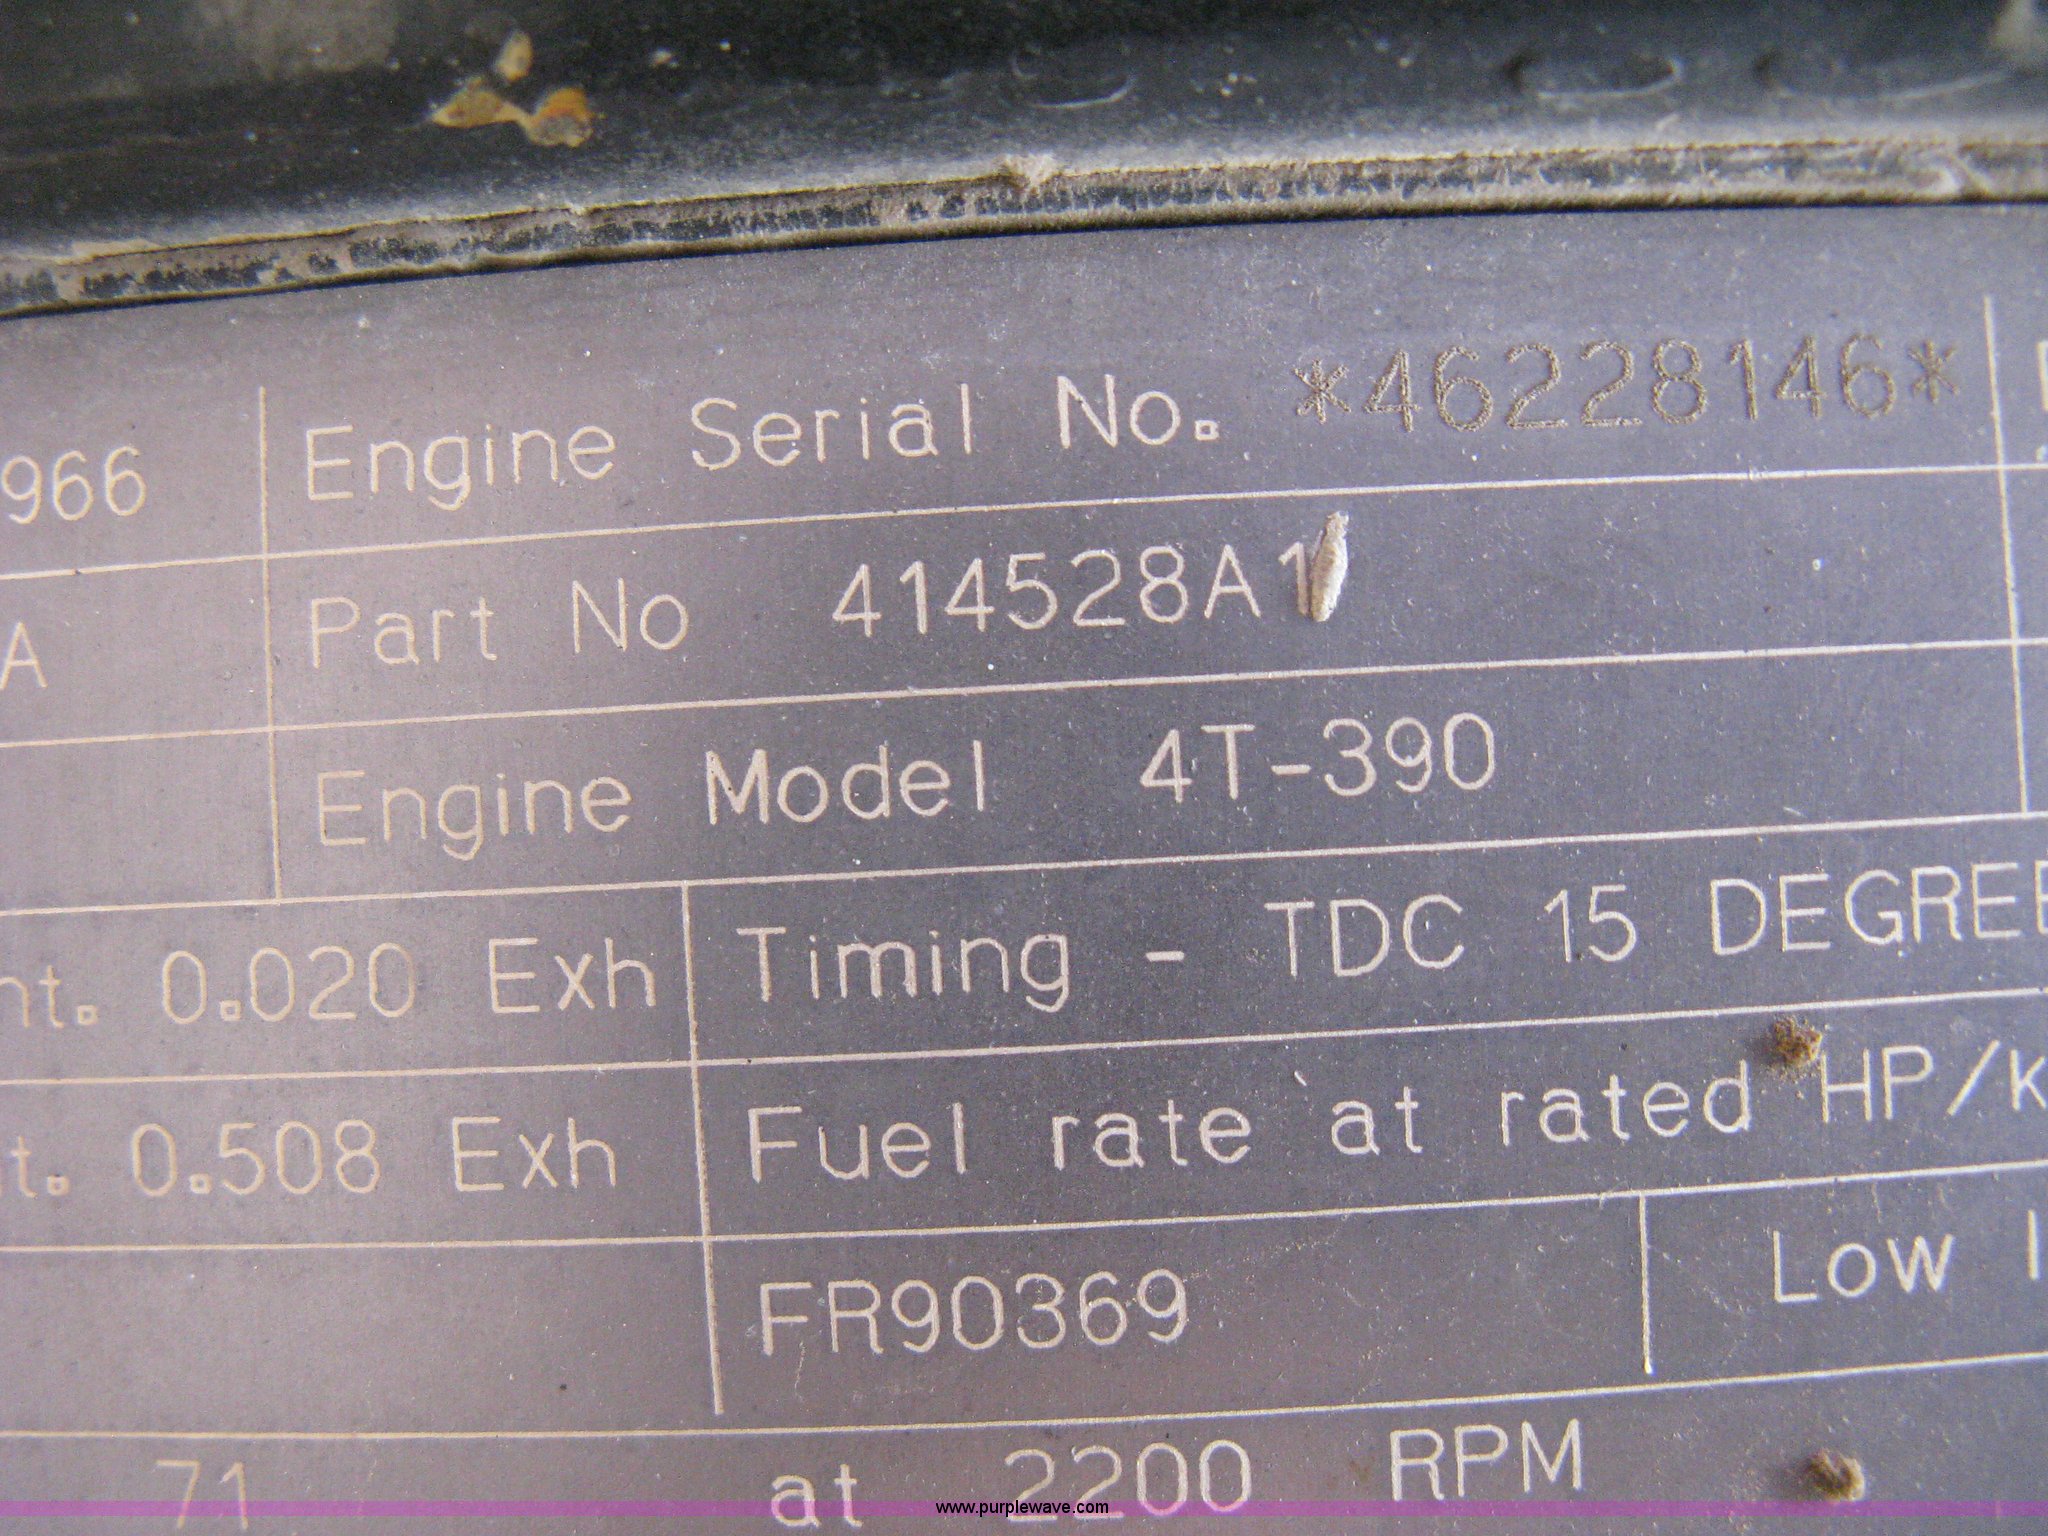 966 Engine Serial No. *46228146*
A Part No 414528A1
Engine Model 4T-390
nt. 0.020 Exh Timing - TDC 15 DEGREE
t. 0.508 Exh Fuel rate at rated HP/K
FR90369 Low I
71 at 2200 RPM
www.purplewave.com